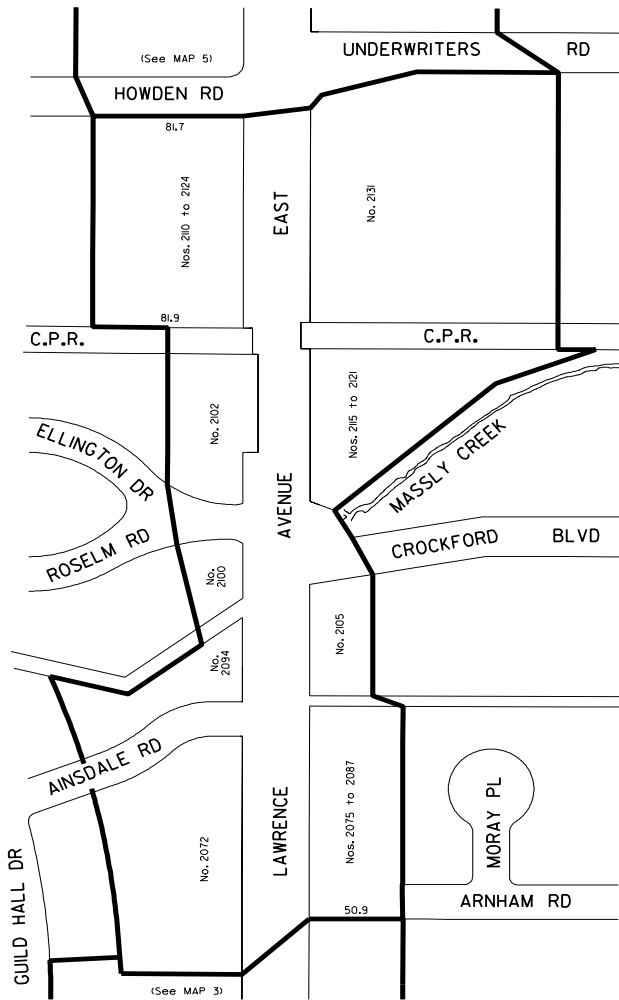 (See MAP 5)
UNDERWRITERS RD
HOWDEN RD
81.7
Nos. 2110 to 2124
EAST
No. 2131
81.9
C.P.R.
C.P.R.
No. 2102
Nos. 2115 to 2121
ELLINGTON DR
MASSLY CREEK
AVENUE
ROSELM RD
CROCKFORD BLVD
No.
2100
No. 2105
No.
2094
AINSDALE RD
LAWRENCE
Nos. 2075 to 2087
MORAY PL
No. 2072
GUILD HALL DR
50.9
ARNHAM RD
(See MAP 3)